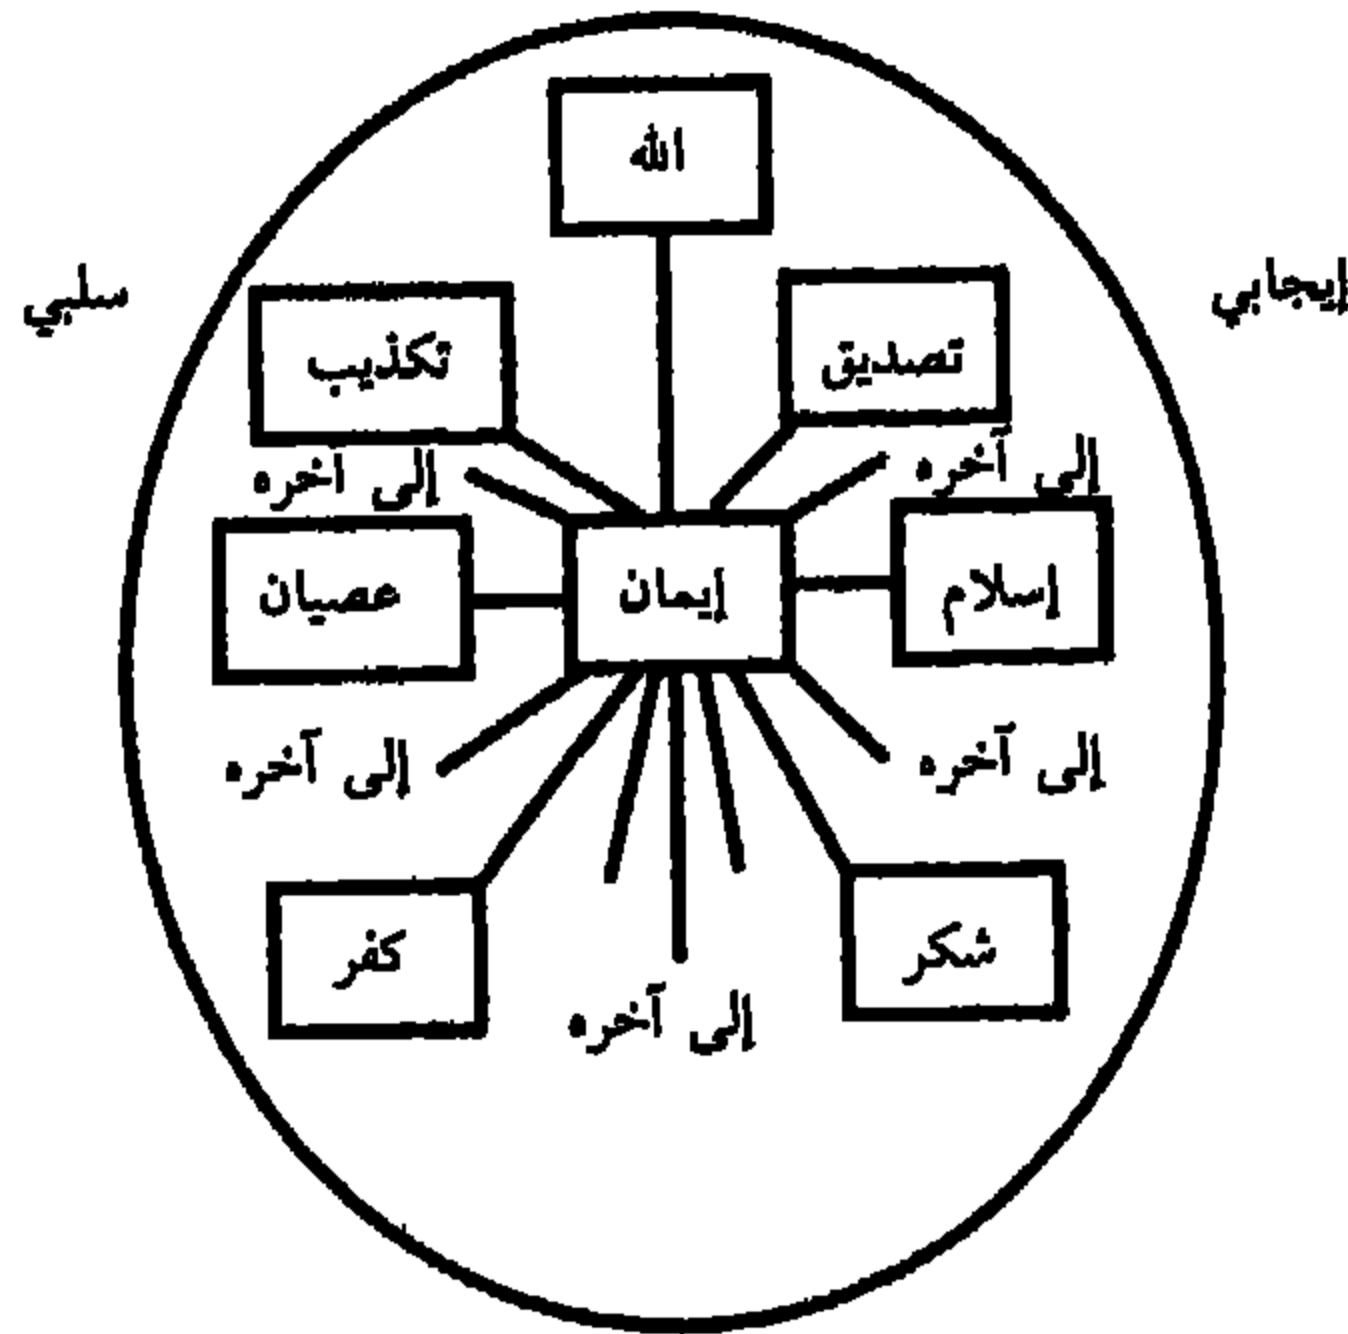 الله
إيجابي
سلبي
تصديق
تكذيب
إلى آخره
إلى اخره
إسلام
إيمان
عصيان
إلى آخره
إلى آخره
شكر
كفر
إلى آخره